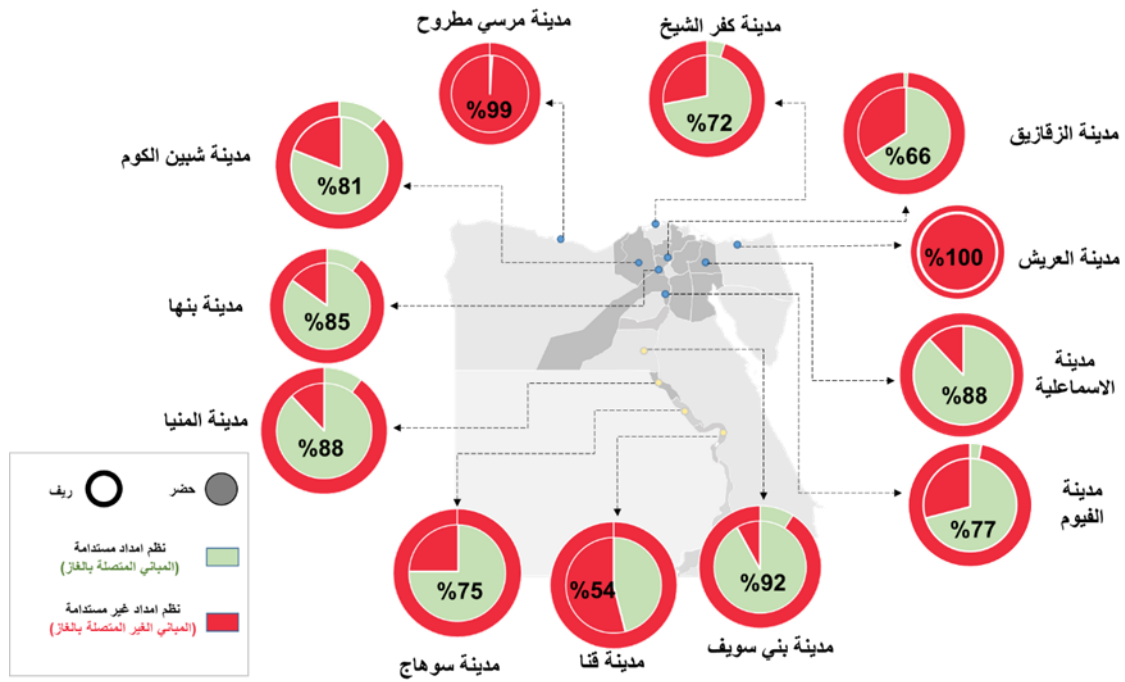 مدينة كفر الشيخ
%72
مدينة مرسي مطروح
%99
مدينة الزقازيق
%66
مدينة شبين الكوم
%81
مدينة العريش
%100
مدينة بنها
%85
مدينة
الاسماعلية
%88
مدينة المنيا
%88
مدينة
الفيوم
%77
مدينة بني سويف
%92
مدينة قنا
%54
مدينة سوهاج
%75
حضر
ريف
نظم امداد مستدامة
(المباني المتصلة بالغاز)
نظم امداد غير مستدامة
(المباني الغير المتصلة بالغاز)